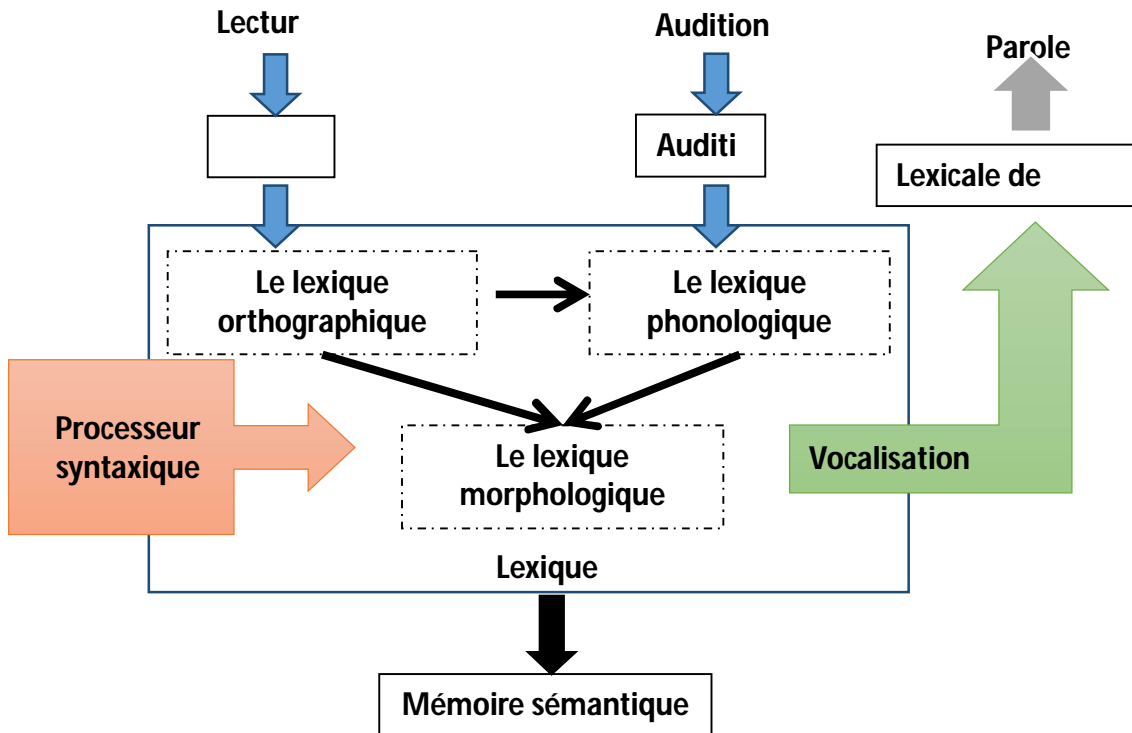 Lectur
Audition
Parole
Auditi
Lexicale de
Le lexique
orthographique
Le lexique
phonologique
Processeur
syntaxique
Le lexique
morphologique
Vocalisation
Lexique
Mémoire sémantique